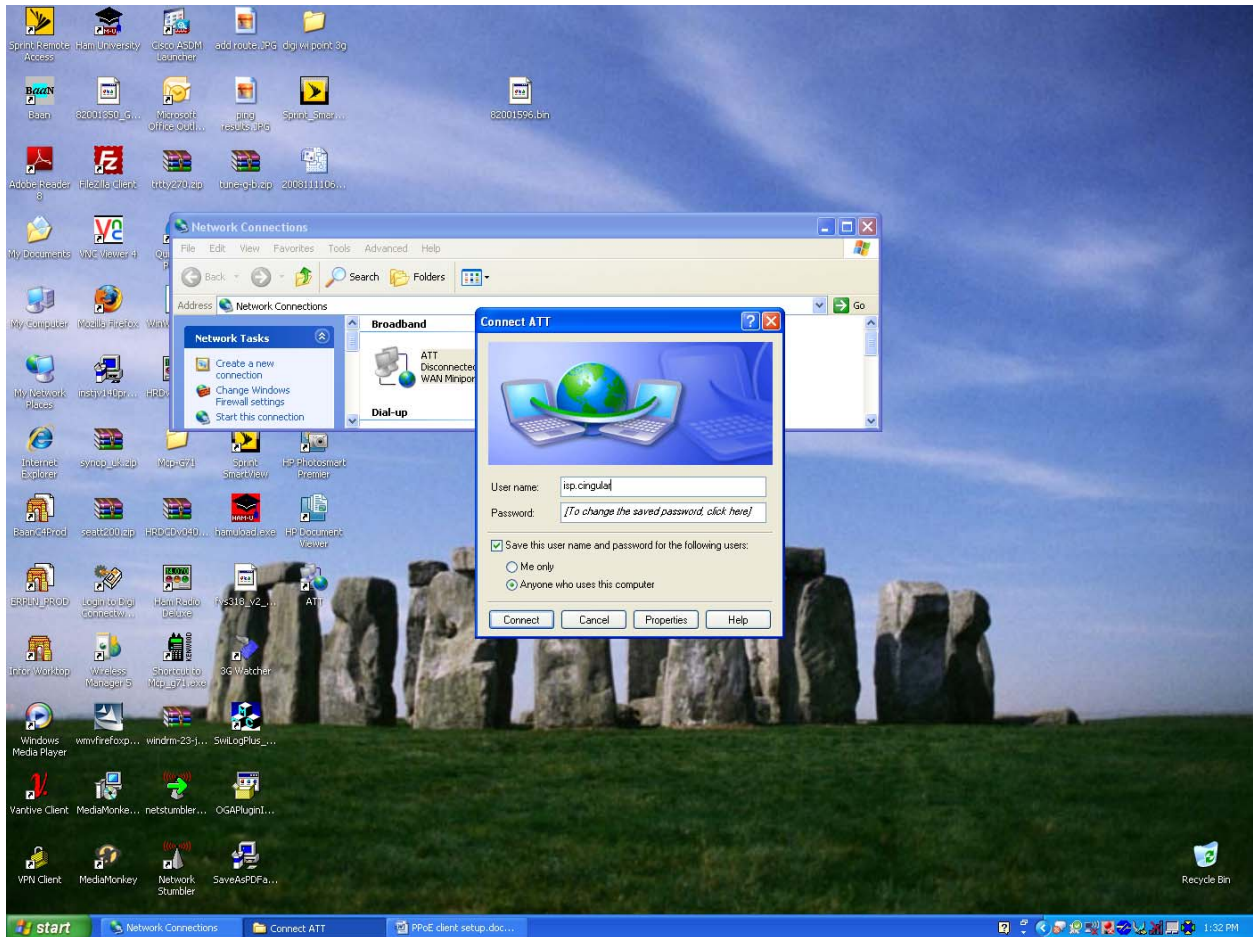 Sprint Remote Access
Ham University
Cisco ASDM Launcher
add route.JPG
digi wi point 3g
Baan
82001350_G...
Microsoft Office Outl...
ping results.JPG
Sprint_Smar...
82001596.bin
Adobe Reader 8
FileZilla Client
trtty270.zip
tune-g-b.zip
2008111106...
My Documents
VNC Viewer 4
My Computer
Mozilla Firefox
My Network Places
Internet Explorer
synop_uk.zip
Mcp-G71
Sprint SmartView
HP Photosmart Premier
BaanC4Prod
seatt200.zip
HRDCDv040...
hamuload.exe
HP Document Viewer
ERPLN_PROD
Login to Digi Connectw...
Ham Radio Deluxe
fvs318_v2_...
ATT
Infor Worktop
Wireless Manager 5
Shortcut to Mcp_g71.exe
3G Watcher
Windows Media Player
wmvfirefoxp...
windrm-23-j...
SwiLogPlus_...
Vantive Client
MediaMonke...
netstumbler...
OGAPluginI...
VPN Client
MediaMonkey
Network Stumbler
SaveAsPDFa...
Recycle Bin
Network Connections
File Edit View Favorites Tools Advanced Help
Back
Search
Folders
Address
Network Connections
Go
Network Tasks
Create a new connection
Change Windows Firewall settings
Start this connection
Broadband
ATT
Disconnected
WAN Minipor
Dial-up
Connect ATT
User name:
isp.cingular
Password:
[To change the saved password, click here]
Save this user name and password for the following users:
Me only
Anyone who uses this computer
Connect
Cancel
Properties
Help
start
Network Connections
Connect ATT
PPoE client setup.doc...
1:32 PM